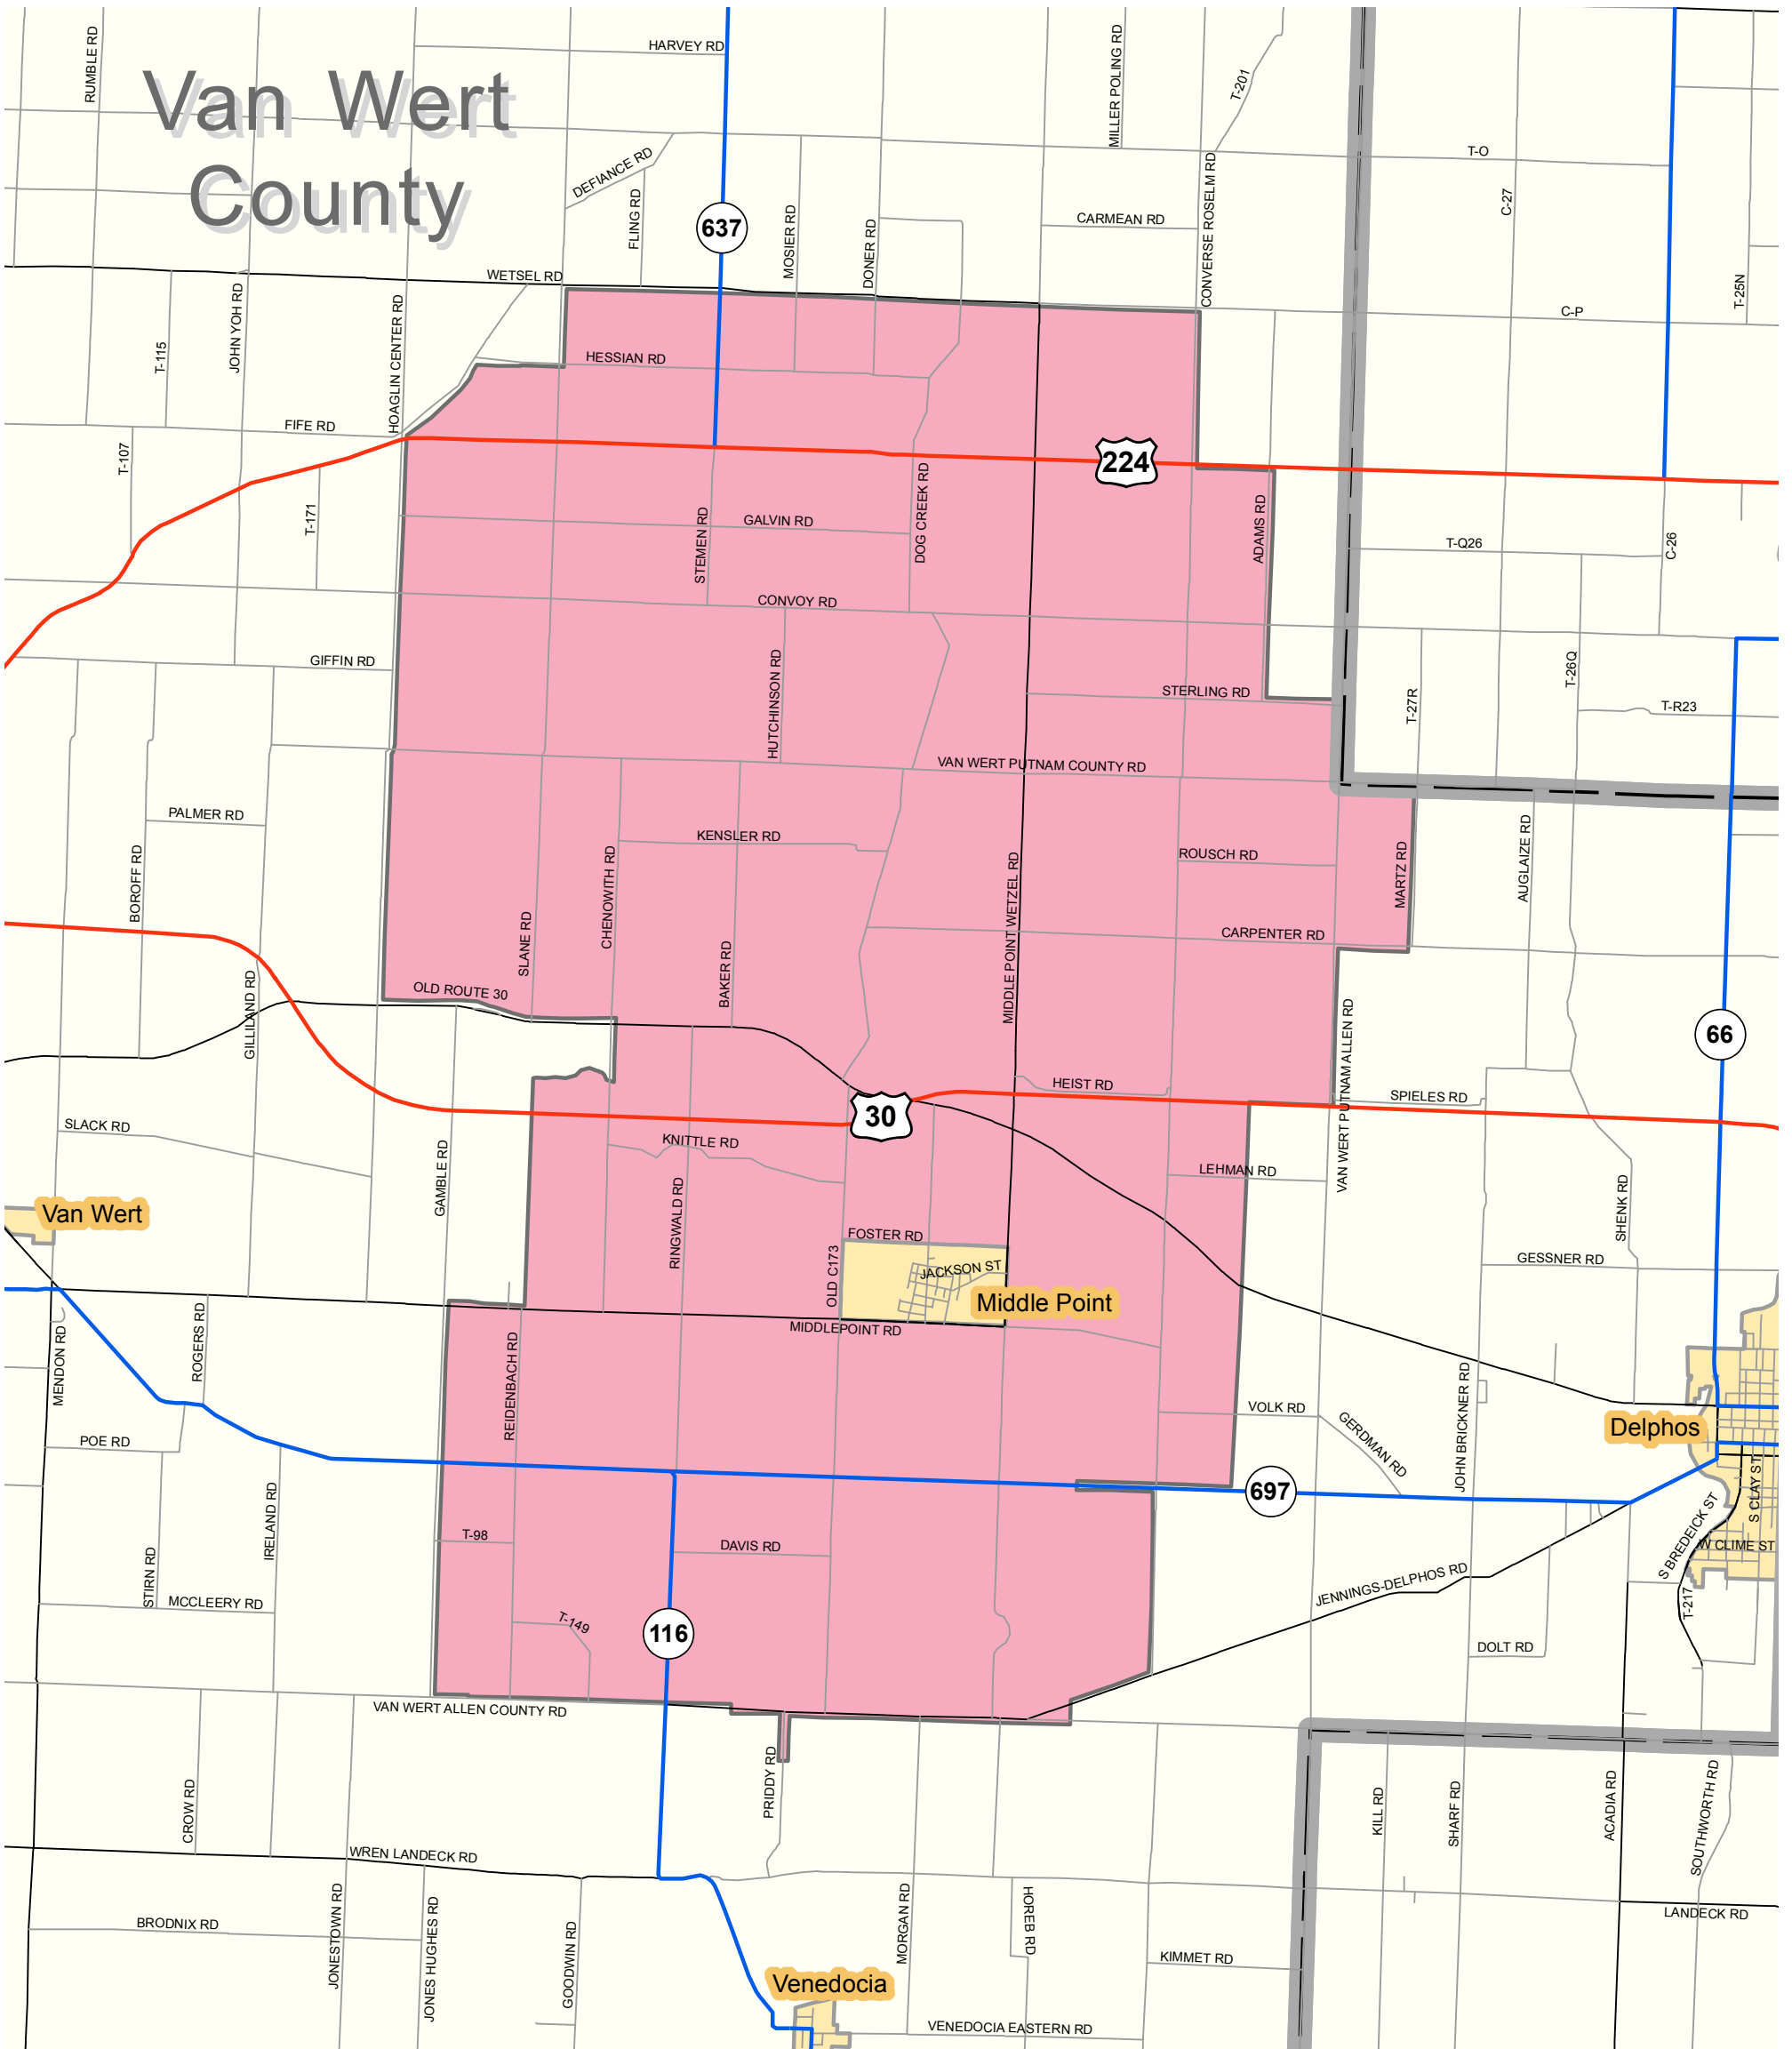 Van Wert
County
RUMBLE RD
HARVEY RD
MILLER POLING RD
T-201
DEFIANCE RD
FLING RD
637
MOSIER RD
DONER RD
CARMEAN RD
CONVERSE ROSELM RD
T-O
C-27
WETSEL RD
T-115
JOHN YOH RD
HOAGLIN CENTER RD
HESSIAN RD
C-P
T-25N
FIFE RD
T-107
T-171
224
STEMEN RD
GALVIN RD
DOG CREEK RD
ADAMS RD
T-Q26
C-26
CONVOY RD
GIFFIN RD
HUTCHINSON RD
STERLING RD
T-27R
T-26Q
T-R23
VAN WERT PUTNAM COUNTY RD
PALMER RD
BOROFF RD
KENSLER RD
CHENOWITH RD
SLANE RD
BAKER RD
MIDDLE POINT WETZEL RD
ROUSCH RD
MARTZ RD
AUGLAIZE RD
CARPENTER RD
OLD ROUTE 30
GILLILAND RD
VAN WERT PUTNAM ALLEN RD
66
HEIST RD
SPIELES RD
30
SLACK RD
GAMBLE RD
KNITTLE RD
RINGWALD RD
LEHMAN RD
SHENK RD
Van Wert
FOSTER RD
OLD C173
JACKSON ST
Middle Point
GESSNER RD
MIDDLEPOINT RD
MENDON RD
ROGERS RD
REIDENBACH RD
JOHN BRICKNER RD
VOLK RD
GERDMAN RD
Delphos
POE RD
IRELAND RD
STIRN RD
697
S CLAY ST
S BREDEICK ST
W CLIME ST
T-98
DAVIS RD
JENNINGS-DELPHOS RD
T-217
MCCLEERY RD
T-149
116
DOLT RD
VAN WERT ALLEN COUNTY RD
PRIDDY RD
CROW RD
KILL RD
SHARF RD
ACADIA RD
SOUTHWORTH RD
WREN LANDECK RD
LANDECK RD
BRODNIX RD
JONESTOWN RD
JONES HUGHES RD
GOODWIN RD
MORGAN RD
HOREB RD
KIMMET RD
Venedocia
VENEDOCIA EASTERN RD